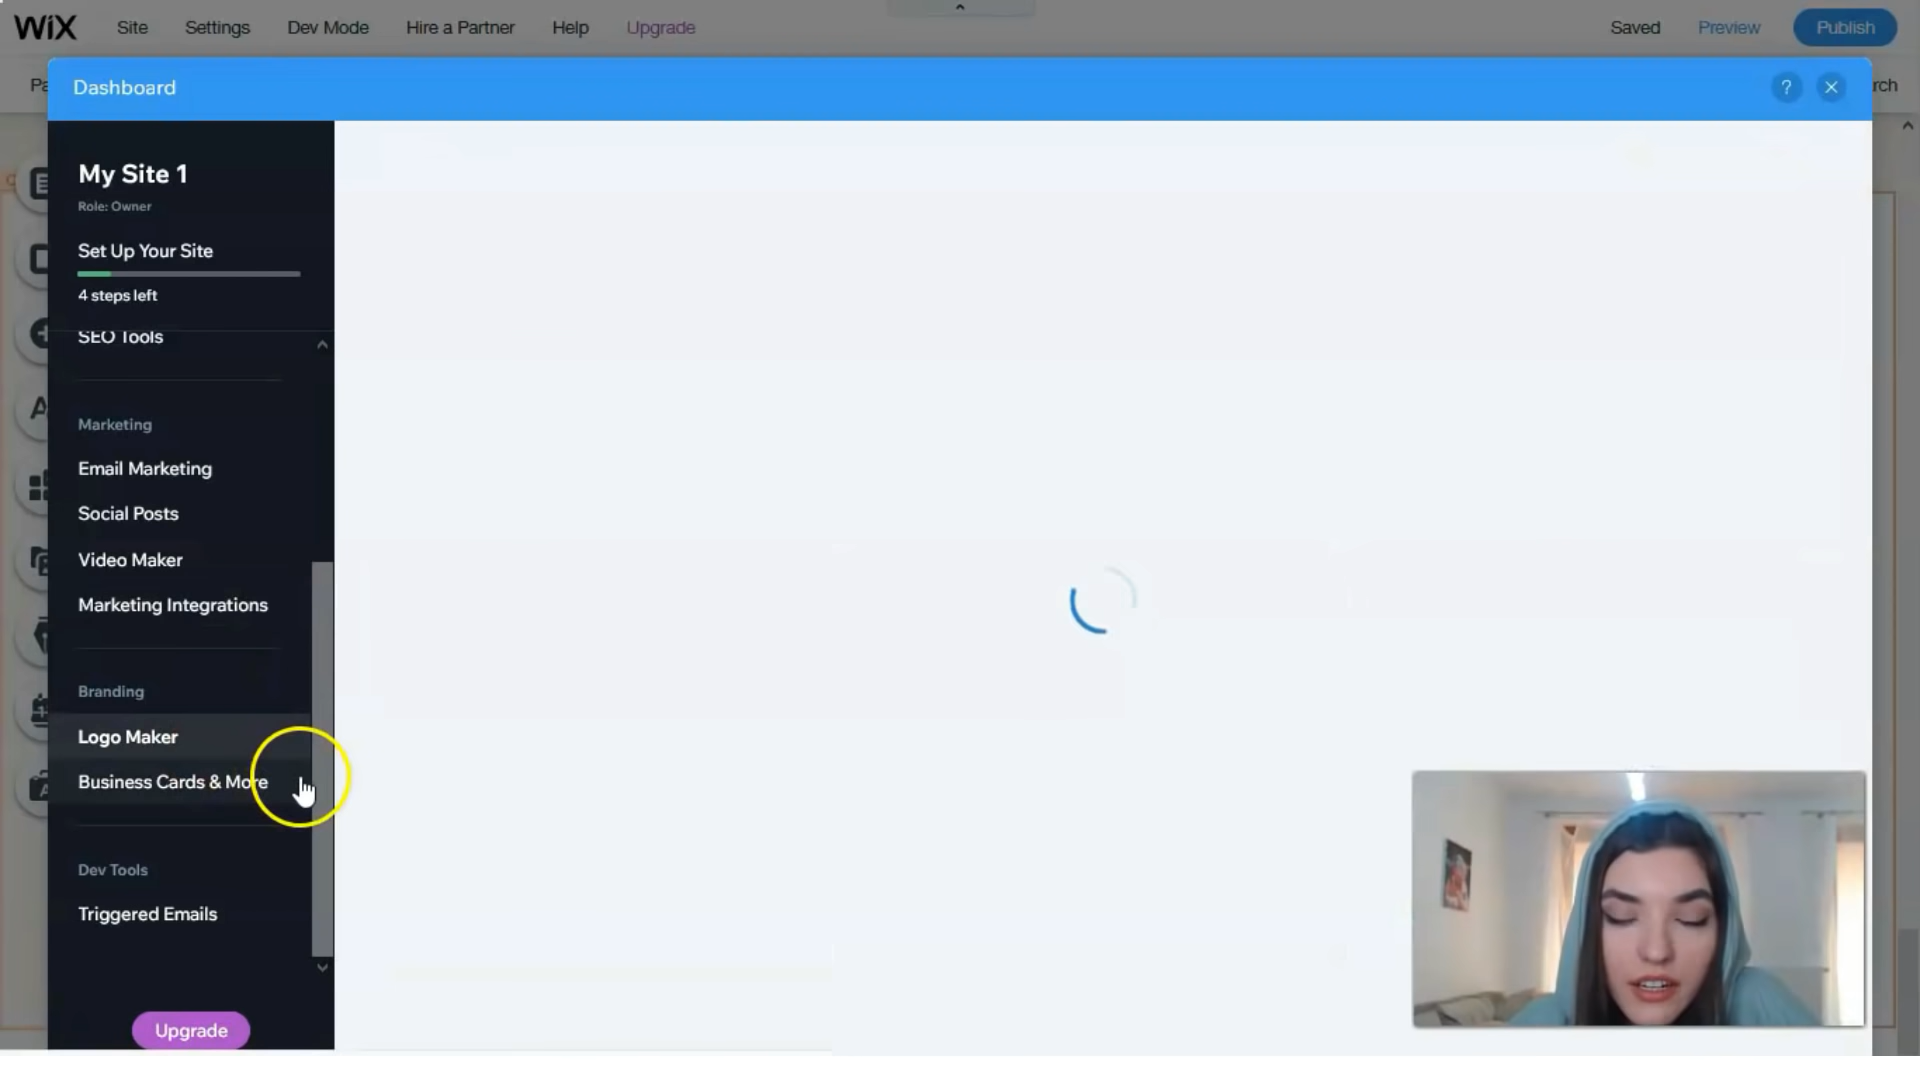 WiX Site Settings Dev Mode Hire a Partner Help Upgrade Saved Preview Publish
Dashboard ?
My Site 1
Role: Owner
Set Up Your Site
4 steps left
SEO Tools
Marketing
Email Marketing
Social Posts
Video Maker
Marketing Integrations
Branding
Logo Maker
Business Cards & More
Dev Tools
Triggered Emails
Upgrade